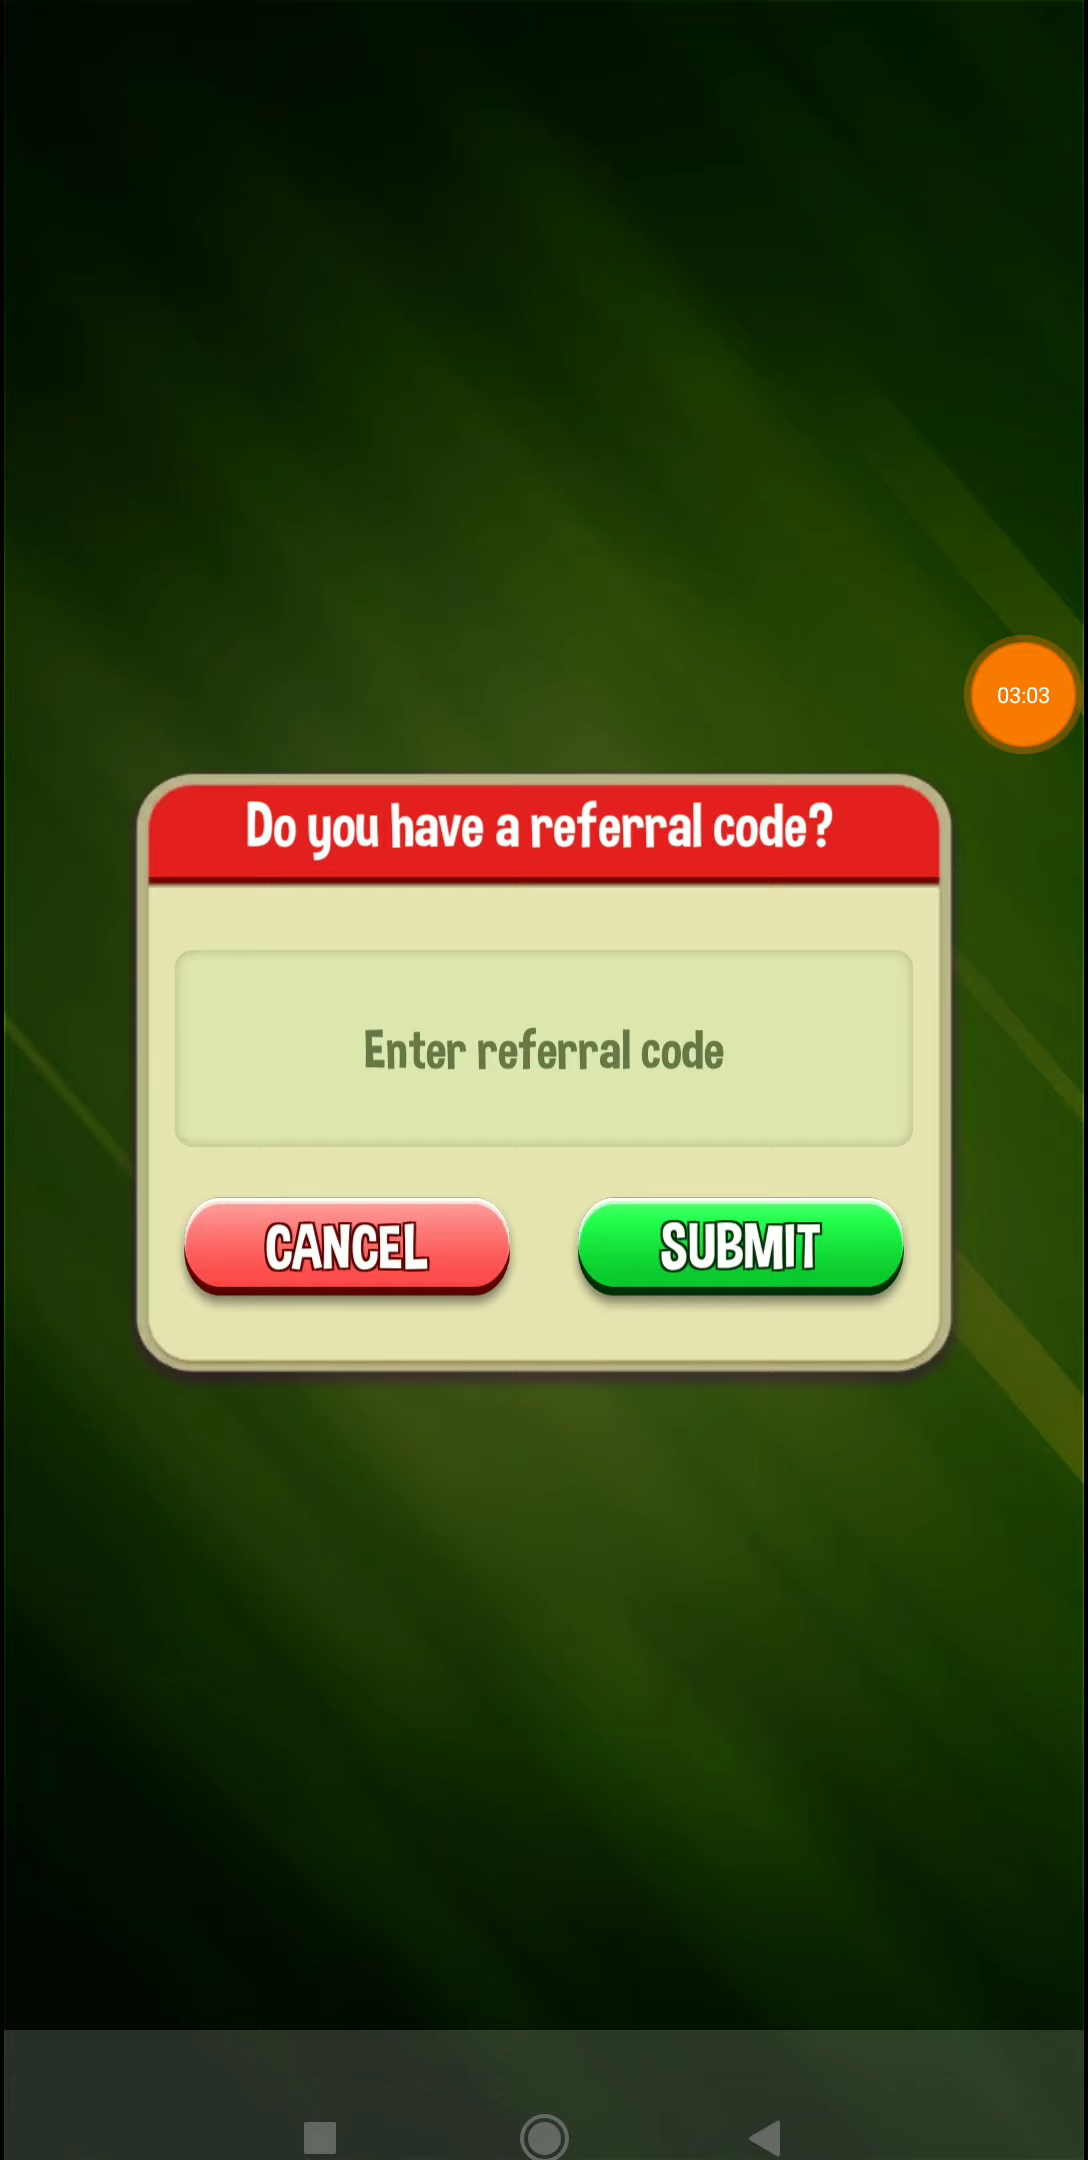 03:03
Do you have a referral code?
Enter referral code
CANCEL
SUBMIT